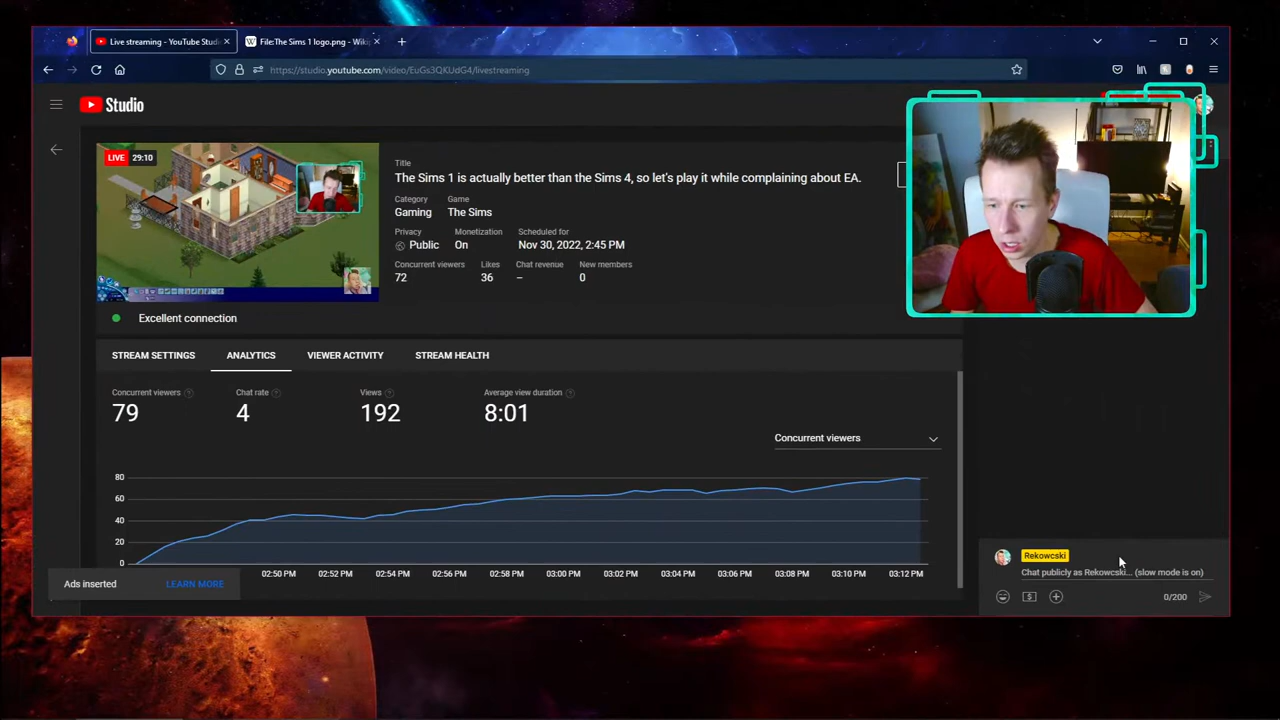 Live streaming - YouTube Studi
File:The Sims 1 logo.png - Wiki
https://studio.youtube.com/video/EuGs3QKUdG4/livestreaming
Studio
LIVE 29:10
Title
The Sims 1 is actually better than the Sims 4, so let's play it while complaining about EA.
Category Game
Gaming The Sims
Privacy Monetization Scheduled for
Public On Nov 30, 2022, 2:45 PM
Concurrent viewers Likes Chat revenue New members
72 36 – 0
Excellent connection
STREAM SETTINGS ANALYTICS VIEWER ACTIVITY STREAM HEALTH
Concurrent viewers Chat rate Views Average view duration
79 4 192 8:01
Concurrent viewers
80
60
40
20
0
02:50 PM 02:52 PM 02:54 PM 02:56 PM 02:58 PM 03:00 PM 03:02 PM 03:04 PM 03:06 PM 03:08 PM 03:10 PM 03:12 PM
Ads inserted LEARN MORE
Rekowcski
Chat publicly as Rekowcski... (slow mode is on)
0/200